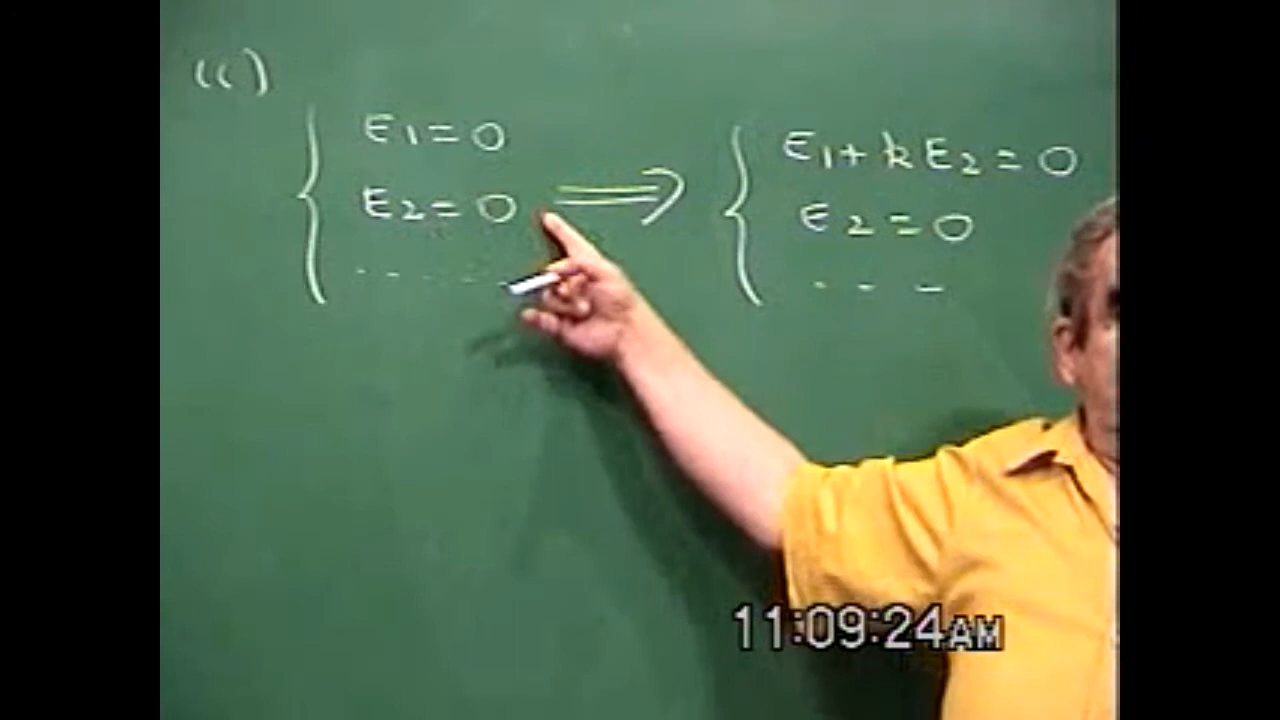 (c)
E1 = 0
E2 = 0 ⟹
. . . . . .
E1 + kE2 = 0
E2 = 0
. - -
11:09:24AM